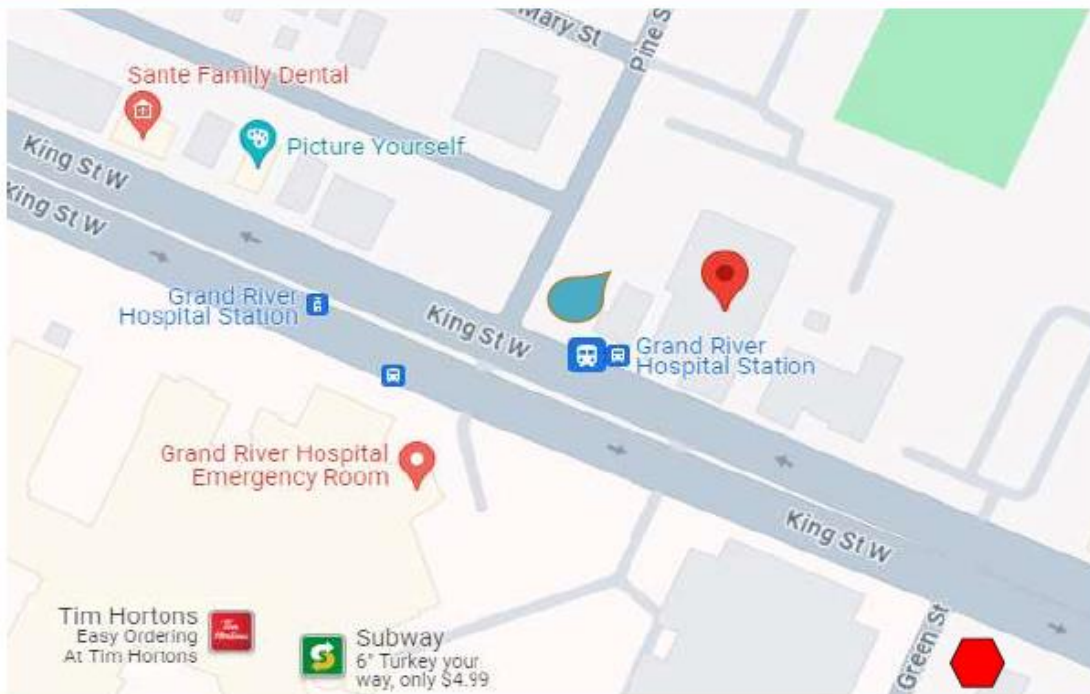 Mary St
Pine S
Sante Family Dental
Picture Yourself
King St W
King St W
Grand River
Hospital Station
King St W
Grand River
Hospital Station
Grand River Hospital
Emergency Room
King St W
Tim Hortons
Easy Ordering
At Tim Hortons
Tim
Hortons
Subway
6" Turkey your
way, only $4.99
Green St